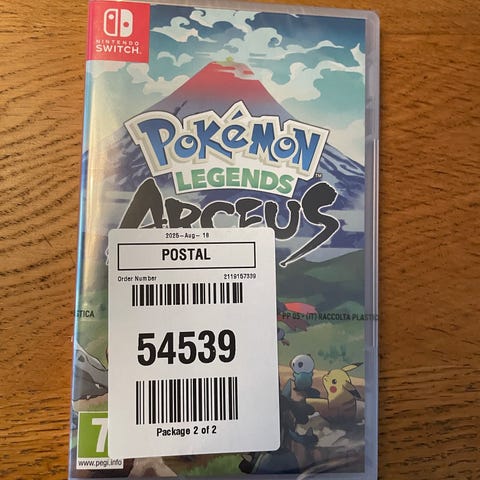 NINTENDO
SWITCH
POKéMON
LEGENDS
ARCEUS
2025-Aug-18
POSTAL
Order Number 2119157339
54539
Package 2 of 2
STICA
PP 05 - (IT) RACCOLTA PLASTIC
7
www.pegi.info